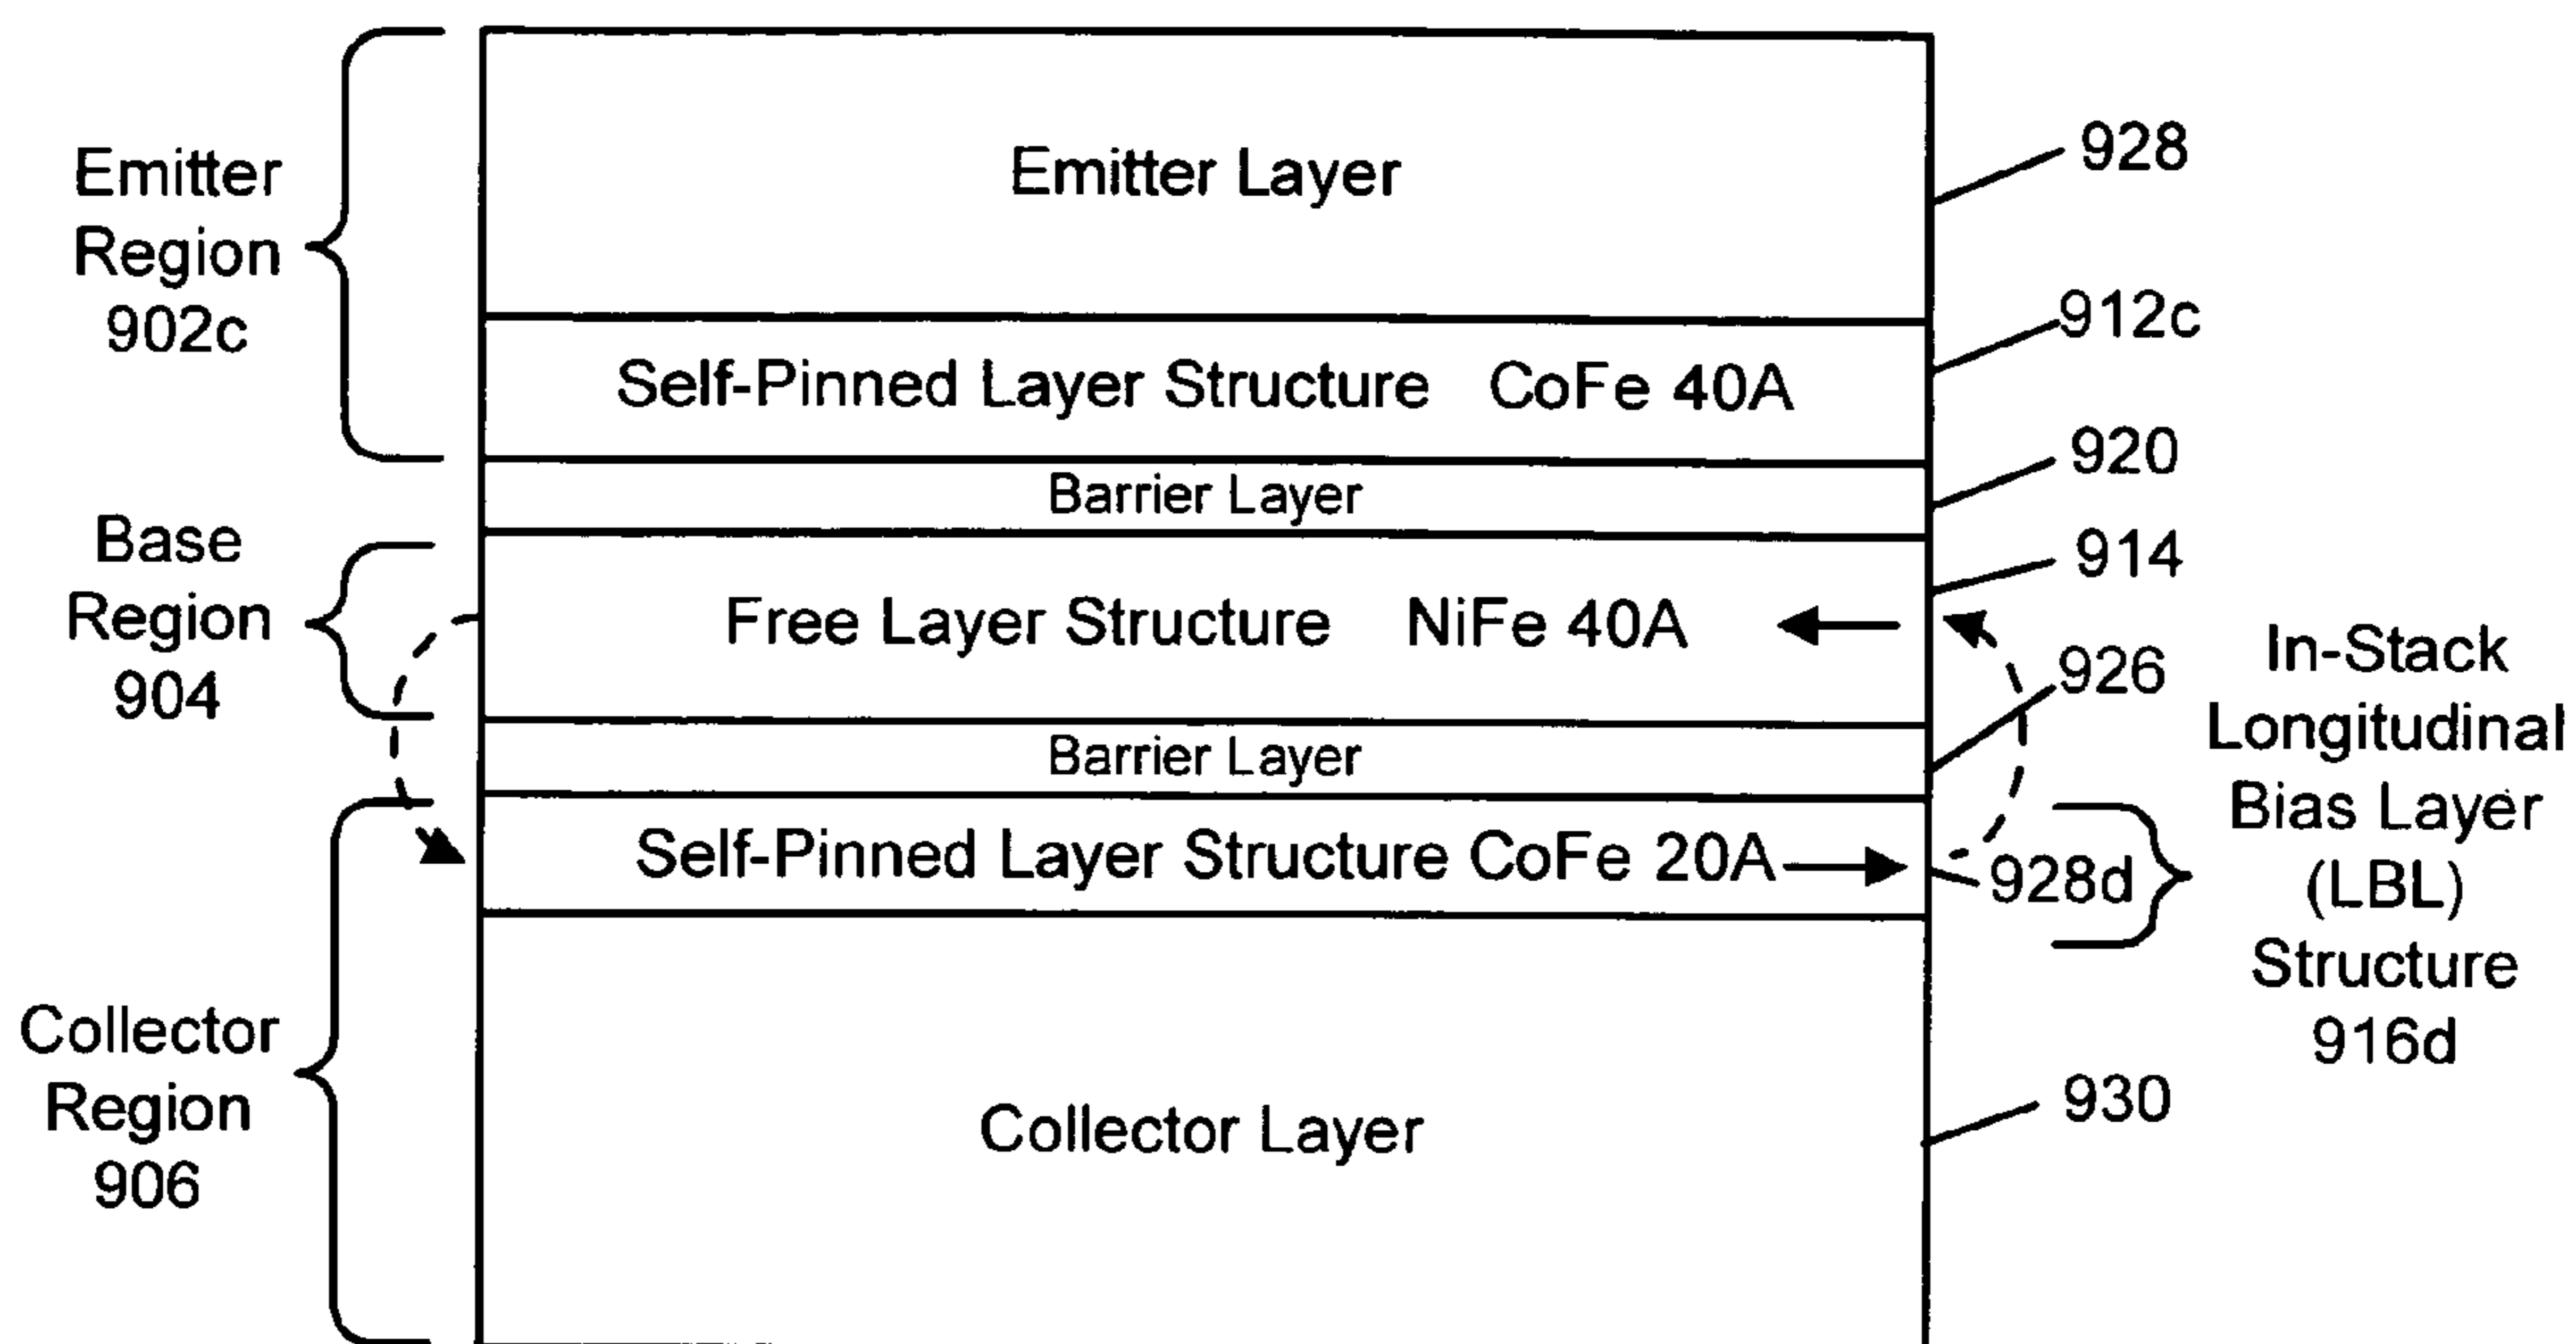 Emitter
Region
902c
Base
Region
904
Collector
Region
906
Emitter Layer
Self-Pinned Layer Structure CoFe 40A
Barrier Layer
Free Layer Structure NiFe 40A
Barrier Layer
Self-Pinned Layer Structure CoFe 20A
Collector Layer
928
912c
920
914
926
928d
930
In-Stack
Longitudinal
Bias Layer
(LBL)
Structure
916d